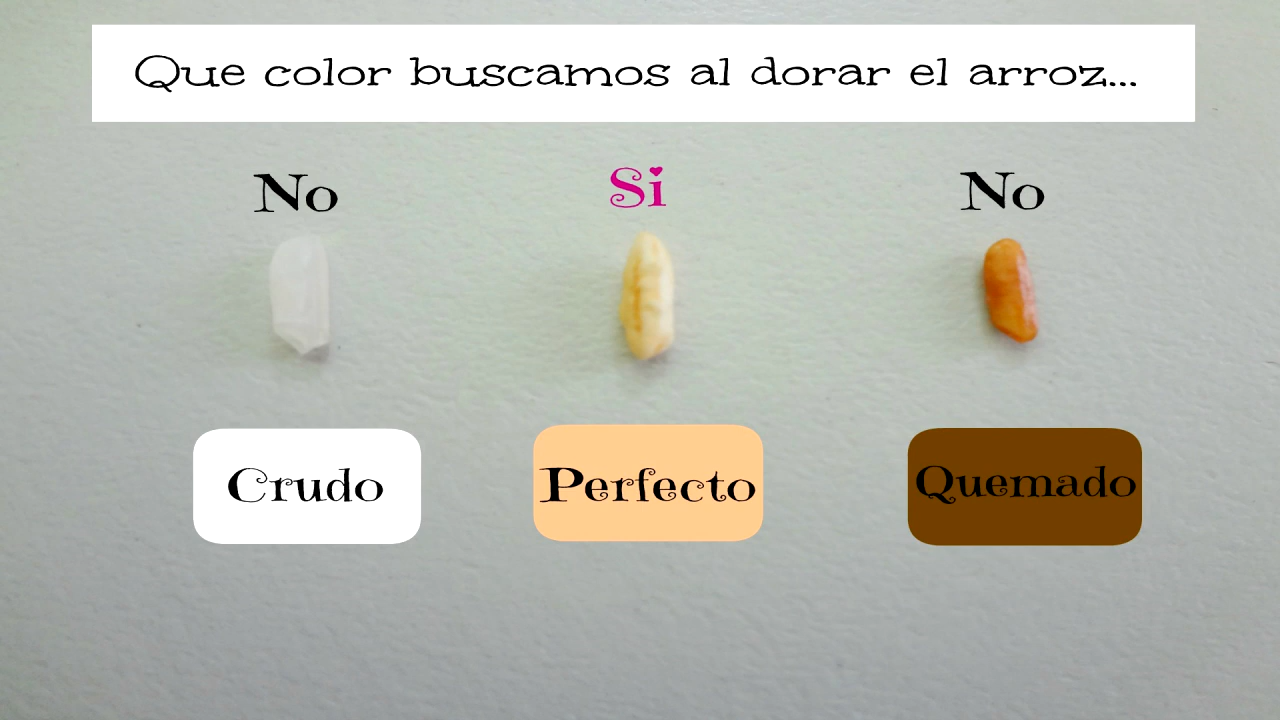 Que color buscamos al dorar el arroz...
No
Si
No
Crudo
Perfecto
Quemado